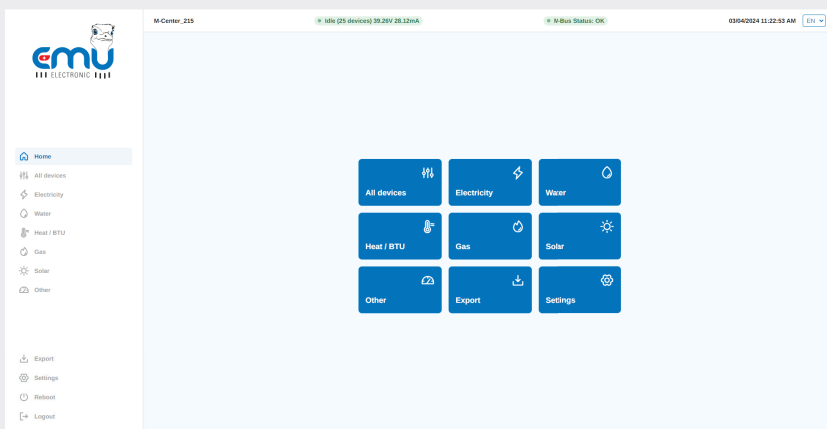 M-Center_215
Idle (25 devices) 39.26V 28.12mA
M-Bus Status: OK
03/04/2024 11:22:53 AM
EN
emu
ELECTRONIC
Home
All devices
Electricity
Water
Heat / BTU
Gas
Solar
Other
Export
Settings
Reboot
Logout
All devices
Electricity
Water
Heat / BTU
Gas
Solar
Other
Export
Settings